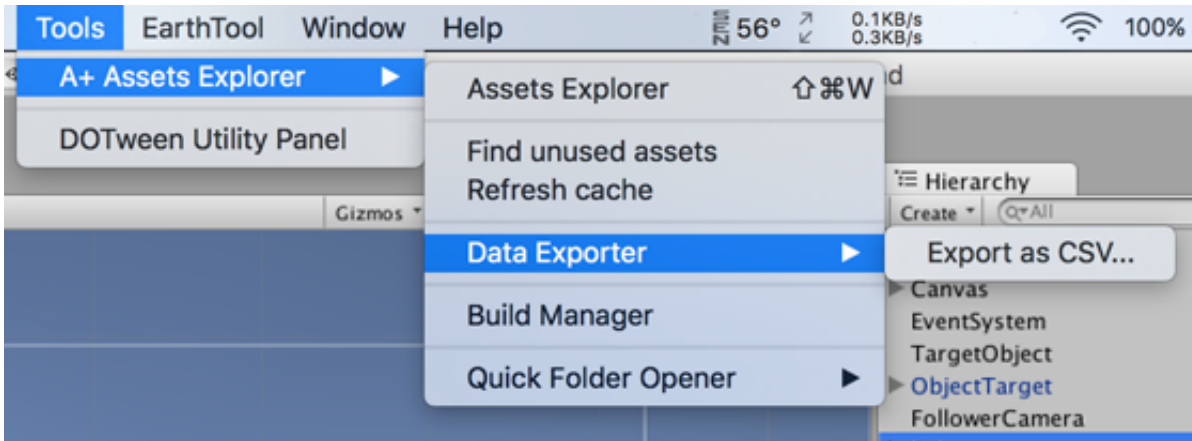 Tools EarthTool Window Help SEN 56° 0.1KB/s 100%
0.3KB/s
A+ Assets Explorer
DOTween Utility Panel
Assets Explorer ⇧⌘W
Find unused assets
Refresh cache
Data Exporter
Build Manager
Quick Folder Opener
Export as CSV...
Gizmos
d
Hierarchy
Create All
Canvas
EventSystem
TargetObject
ObjectTarget
FollowerCamera